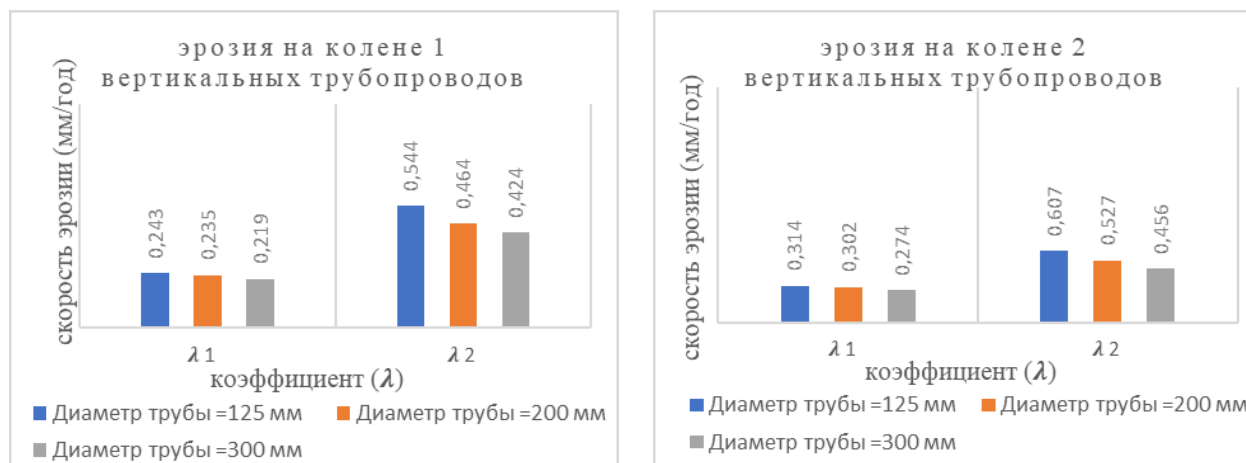 эрозия на колене 1
вертикальных трубопроводов
скорость эрозии (мм/год)
0,243
0,235
0,219
0,544
0,464
0,424
λ 1
λ 2
коэффициент (λ)
Диаметр трубы =125 мм
Диаметр трубы =200 мм
Диаметр трубы =300 мм
эрозия на колене 2
вертикальных трубопроводов
скорость эрозии (мм/год)
0,314
0,302
0,274
0,607
0,527
0,456
λ 1
λ 2
коэффициент (λ)
Диаметр трубы =125 мм
Диаметр трубы =200 мм
Диаметр трубы =300 мм